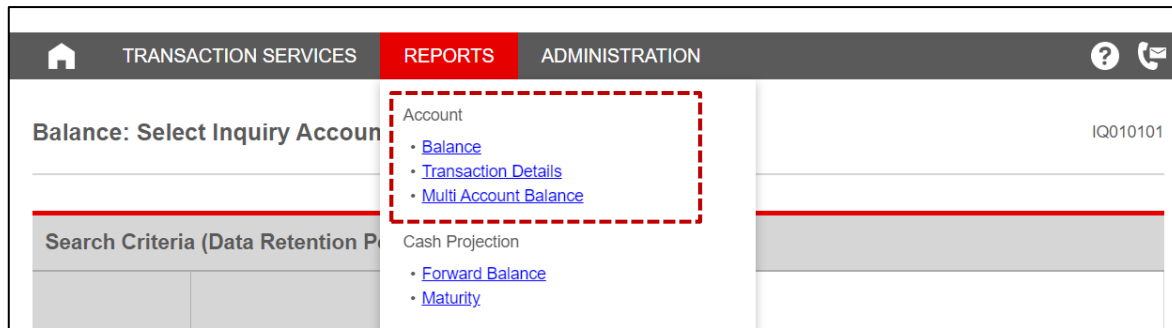 TRANSACTION SERVICES REPORTS ADMINISTRATION ?
Balance: Select Inquiry Accoun IQ010101
Account
• Balance
• Transaction Details
• Multi Account Balance
Search Criteria (Data Retention Cash Projection
• Forward Balance
• Maturity